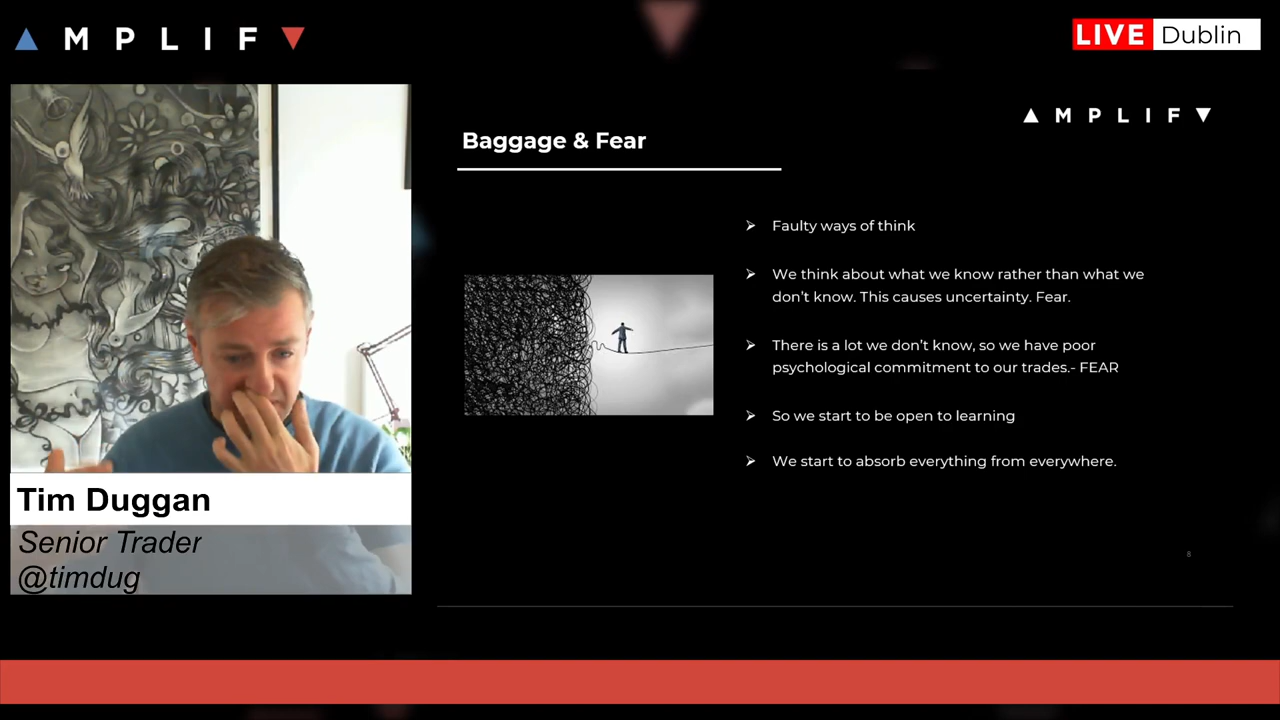 AMPLIFY
LIVE Dublin
AMPLIFY
Baggage & Fear
Faulty ways of think
We think about what we know rather than what we
don't know. This causes uncertainty. Fear.
There is a lot we don't know, so we have poor
psychological commitment to our trades.- FEAR
So we start to be open to learning
We start to absorb everything from everywhere.
Tim Duggan
Senior Trader
@timdug
8